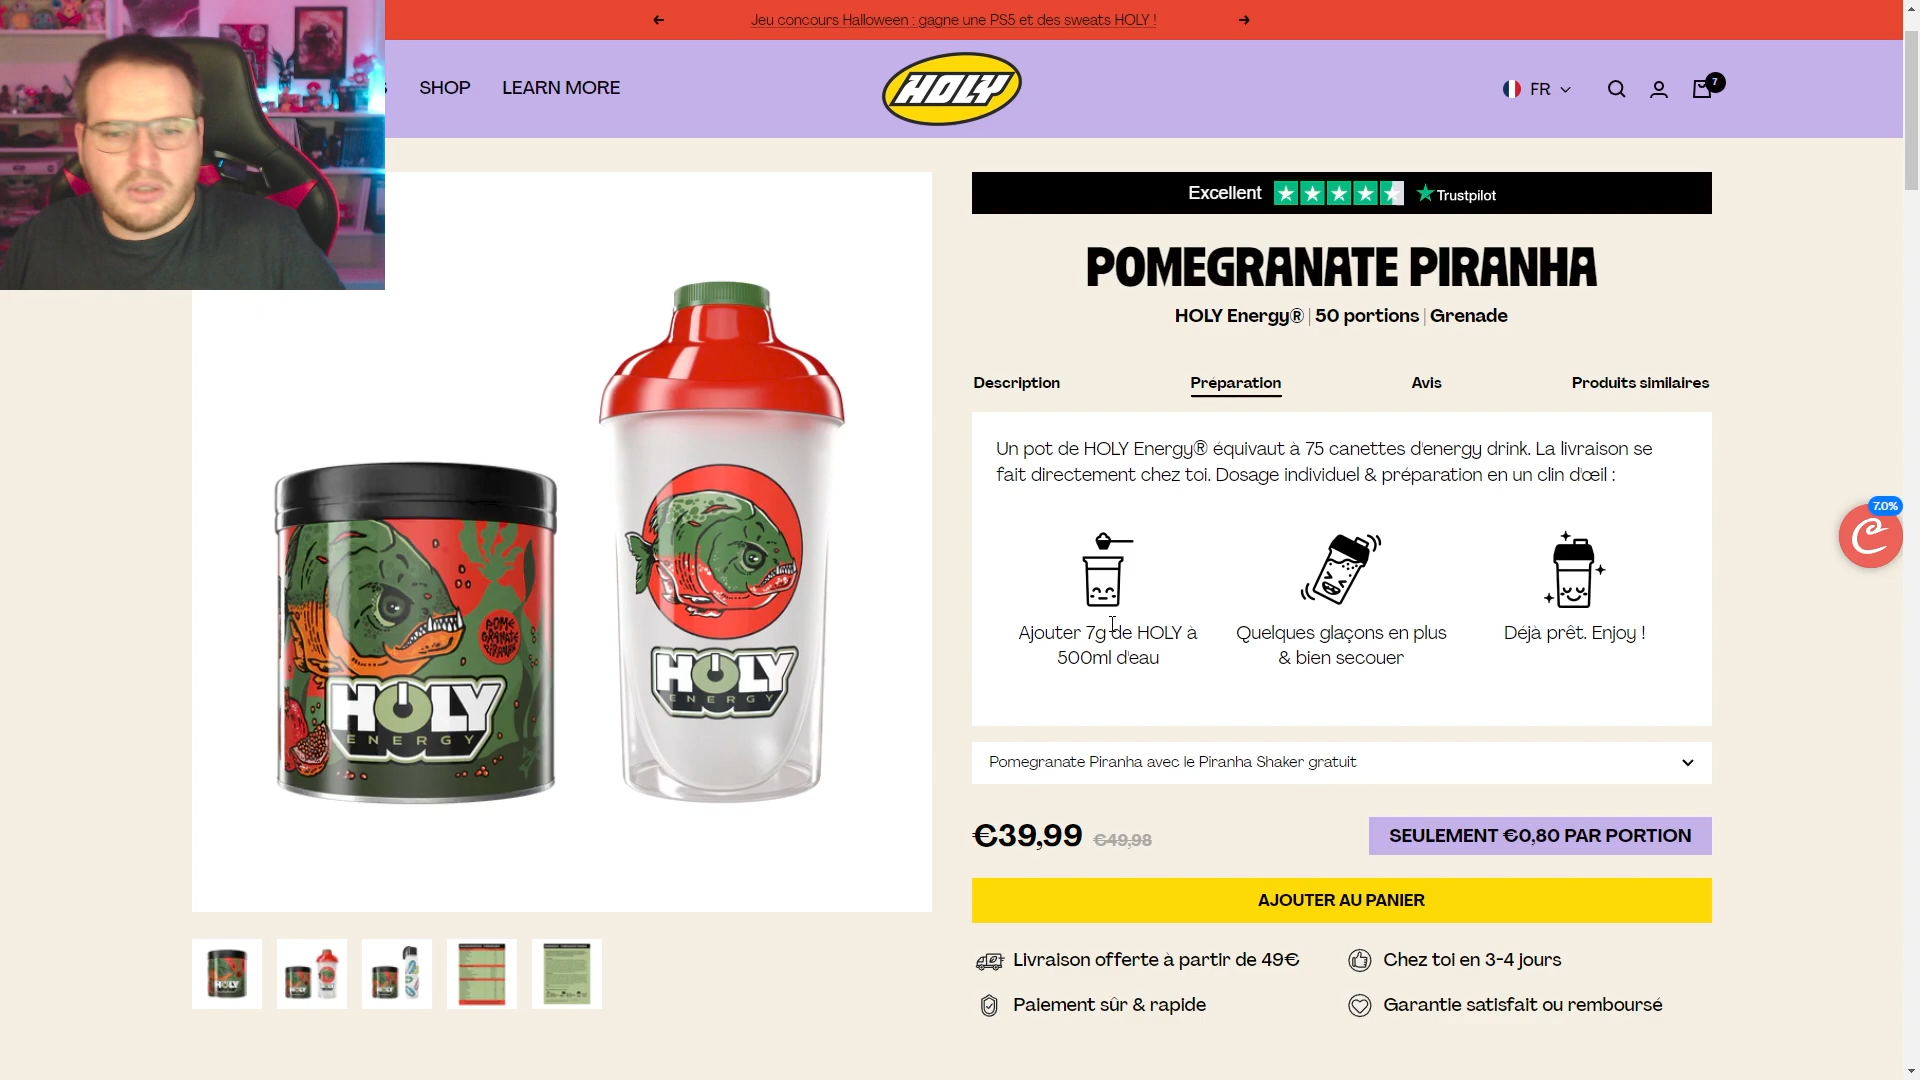 Jeu concours Halloween : gagne une PS5 et des sweats HOLY !
SHOP
LEARN MORE
HOLY
FR
7
Excellent
Trustpilot
POMEGRANATE PIRANHA
HOLY Energy® | 50 portions | Grenade
Description
Préparation
Avis
Produits similaires
Un pot de HOLY Energy® équivaut à 75 canettes d'energy drink. La livraison se
fait directement chez toi. Dosage individuel & préparation en un clin d'œil :
7.0%
Ajouter 7g de HOLY à
500ml d'eau
Quelques glaçons en plus
& bien secouer
Déjà prêt. Enjoy !
POME
GRANATE
PIRANHA
HOLY
ENERGY
HOLY
ENERGY
Pomegranate Piranha avec le Piranha Shaker gratuit
€39,99 €49,98
SEULEMENT €0,80 PAR PORTION
AJOUTER AU PANIER
HOLY
Livraison offerte à partir de 49€
Chez toi en 3-4 jours
Paiement sûr & rapide
Garantie satisfait ou remboursé